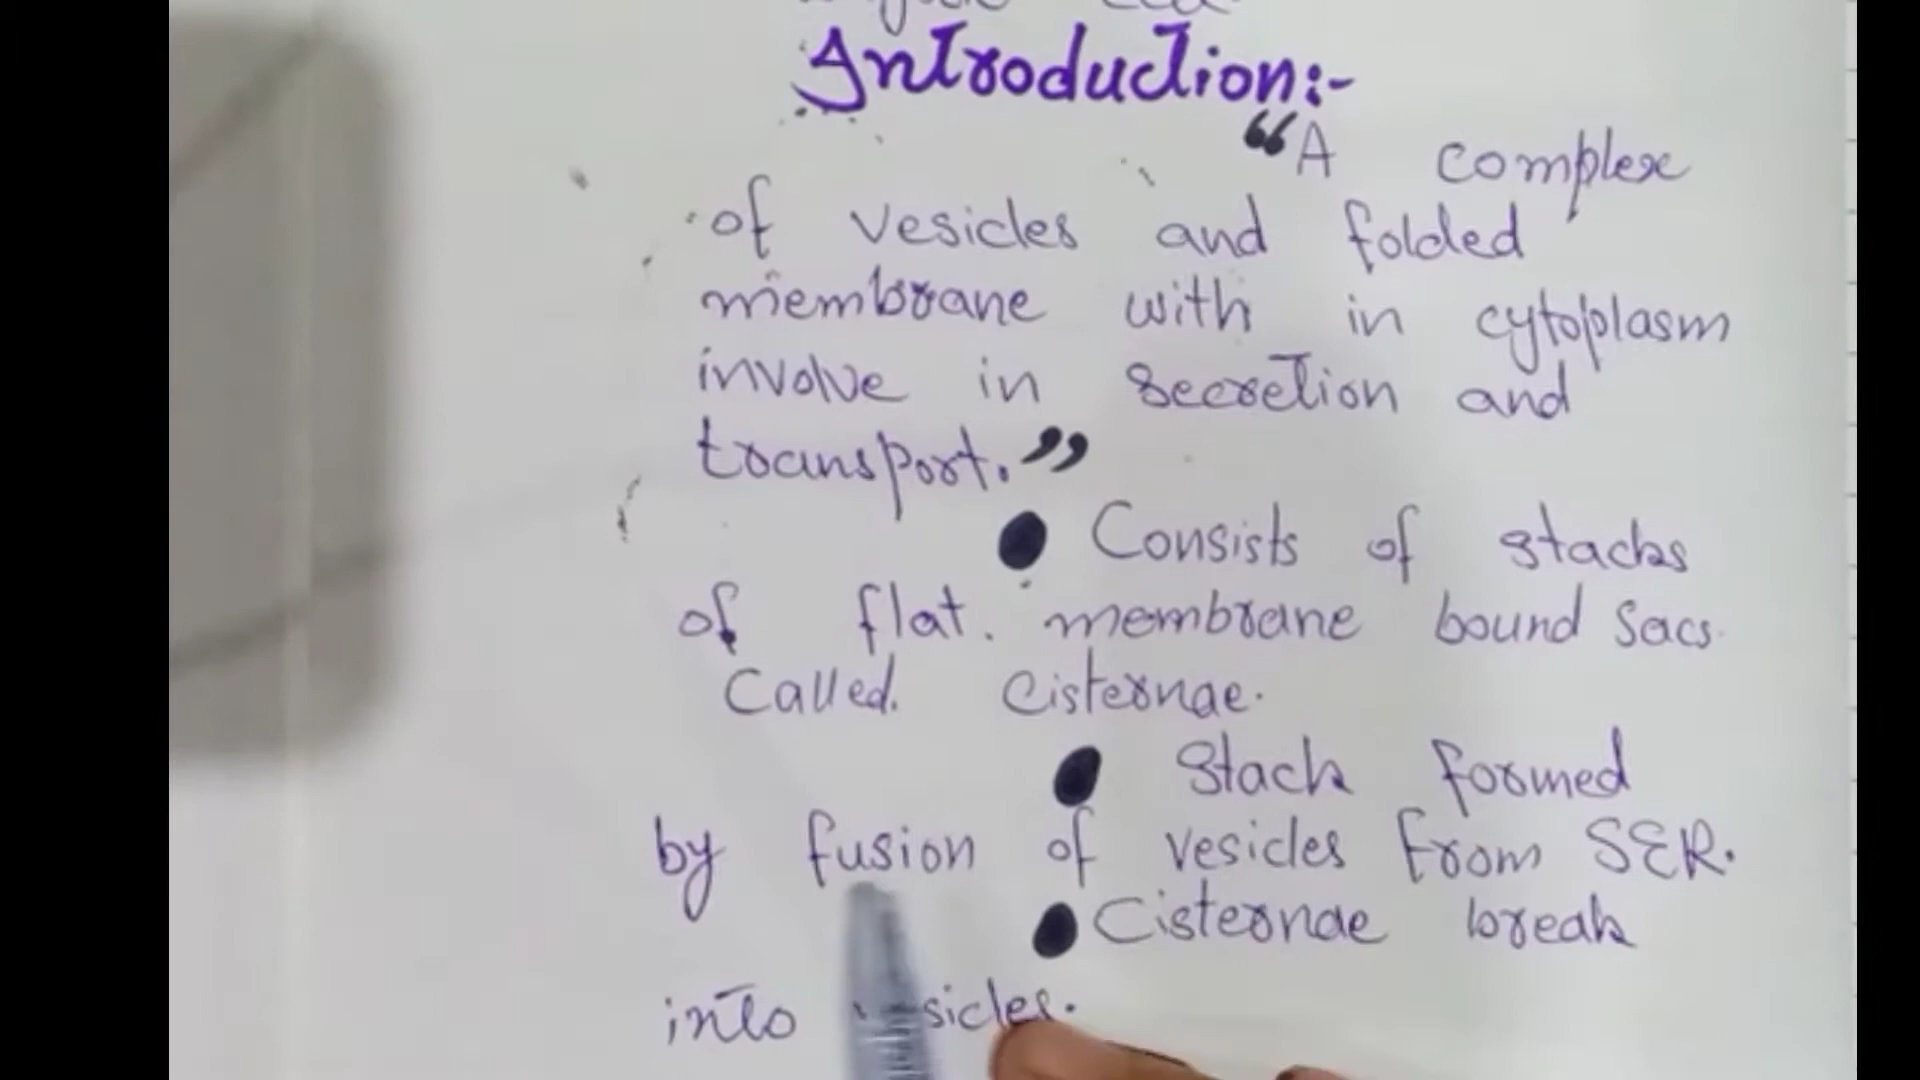 Introduction:-
"A complex
of vesicles and folded
membrane with in cytoplasm
involve in secretion and
transport."
● Consists of stacks
of flat. membrane bound sacs.
Called. Cisternae.
● Stack formed
by fusion of vesicles from SER.
● Cisternae break
into vesicles.